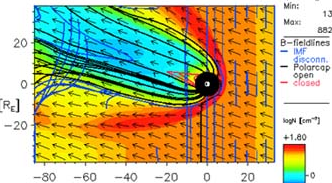 Min:
13
Max:
882
B-fieldlines
IMF
disconn.
Polarcap
open
closed
logN [cm⁻³]
+1.80
0
20
0
-20
[R_E]
-80 -60 -40 -20 0 20